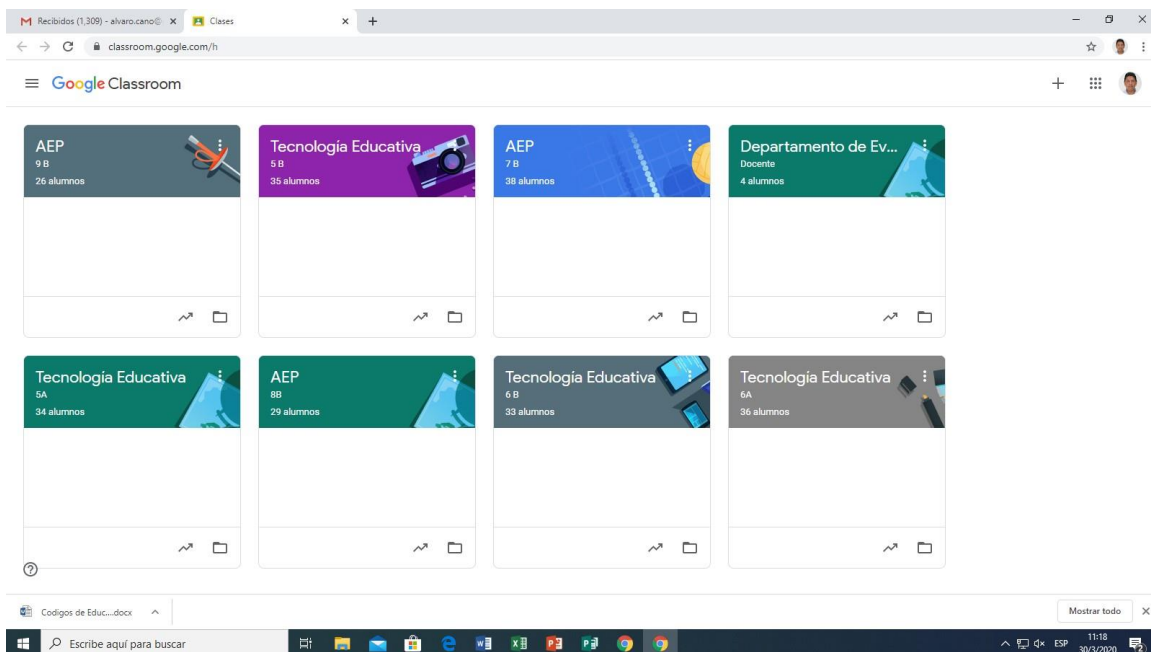 Recibidos (1,309) - alvaro.cano@
Clases
classroom.google.com/h
Google Classroom
AEP
9 B
26 alumnos
Tecnología Educativa
5 B
35 alumnos
AEP
7 B
38 alumnos
Departamento de Ev...
Docente
4 alumnos
Tecnología Educativa
5A
34 alumnos
AEP
8B
29 alumnos
Tecnología Educativa
6 B
33 alumnos
Tecnología Educativa
6A
36 alumnos
Codigos de Educ....docx
Mostrar todo
Escribe aquí para buscar
ESP
11:18
30/3/2020
2